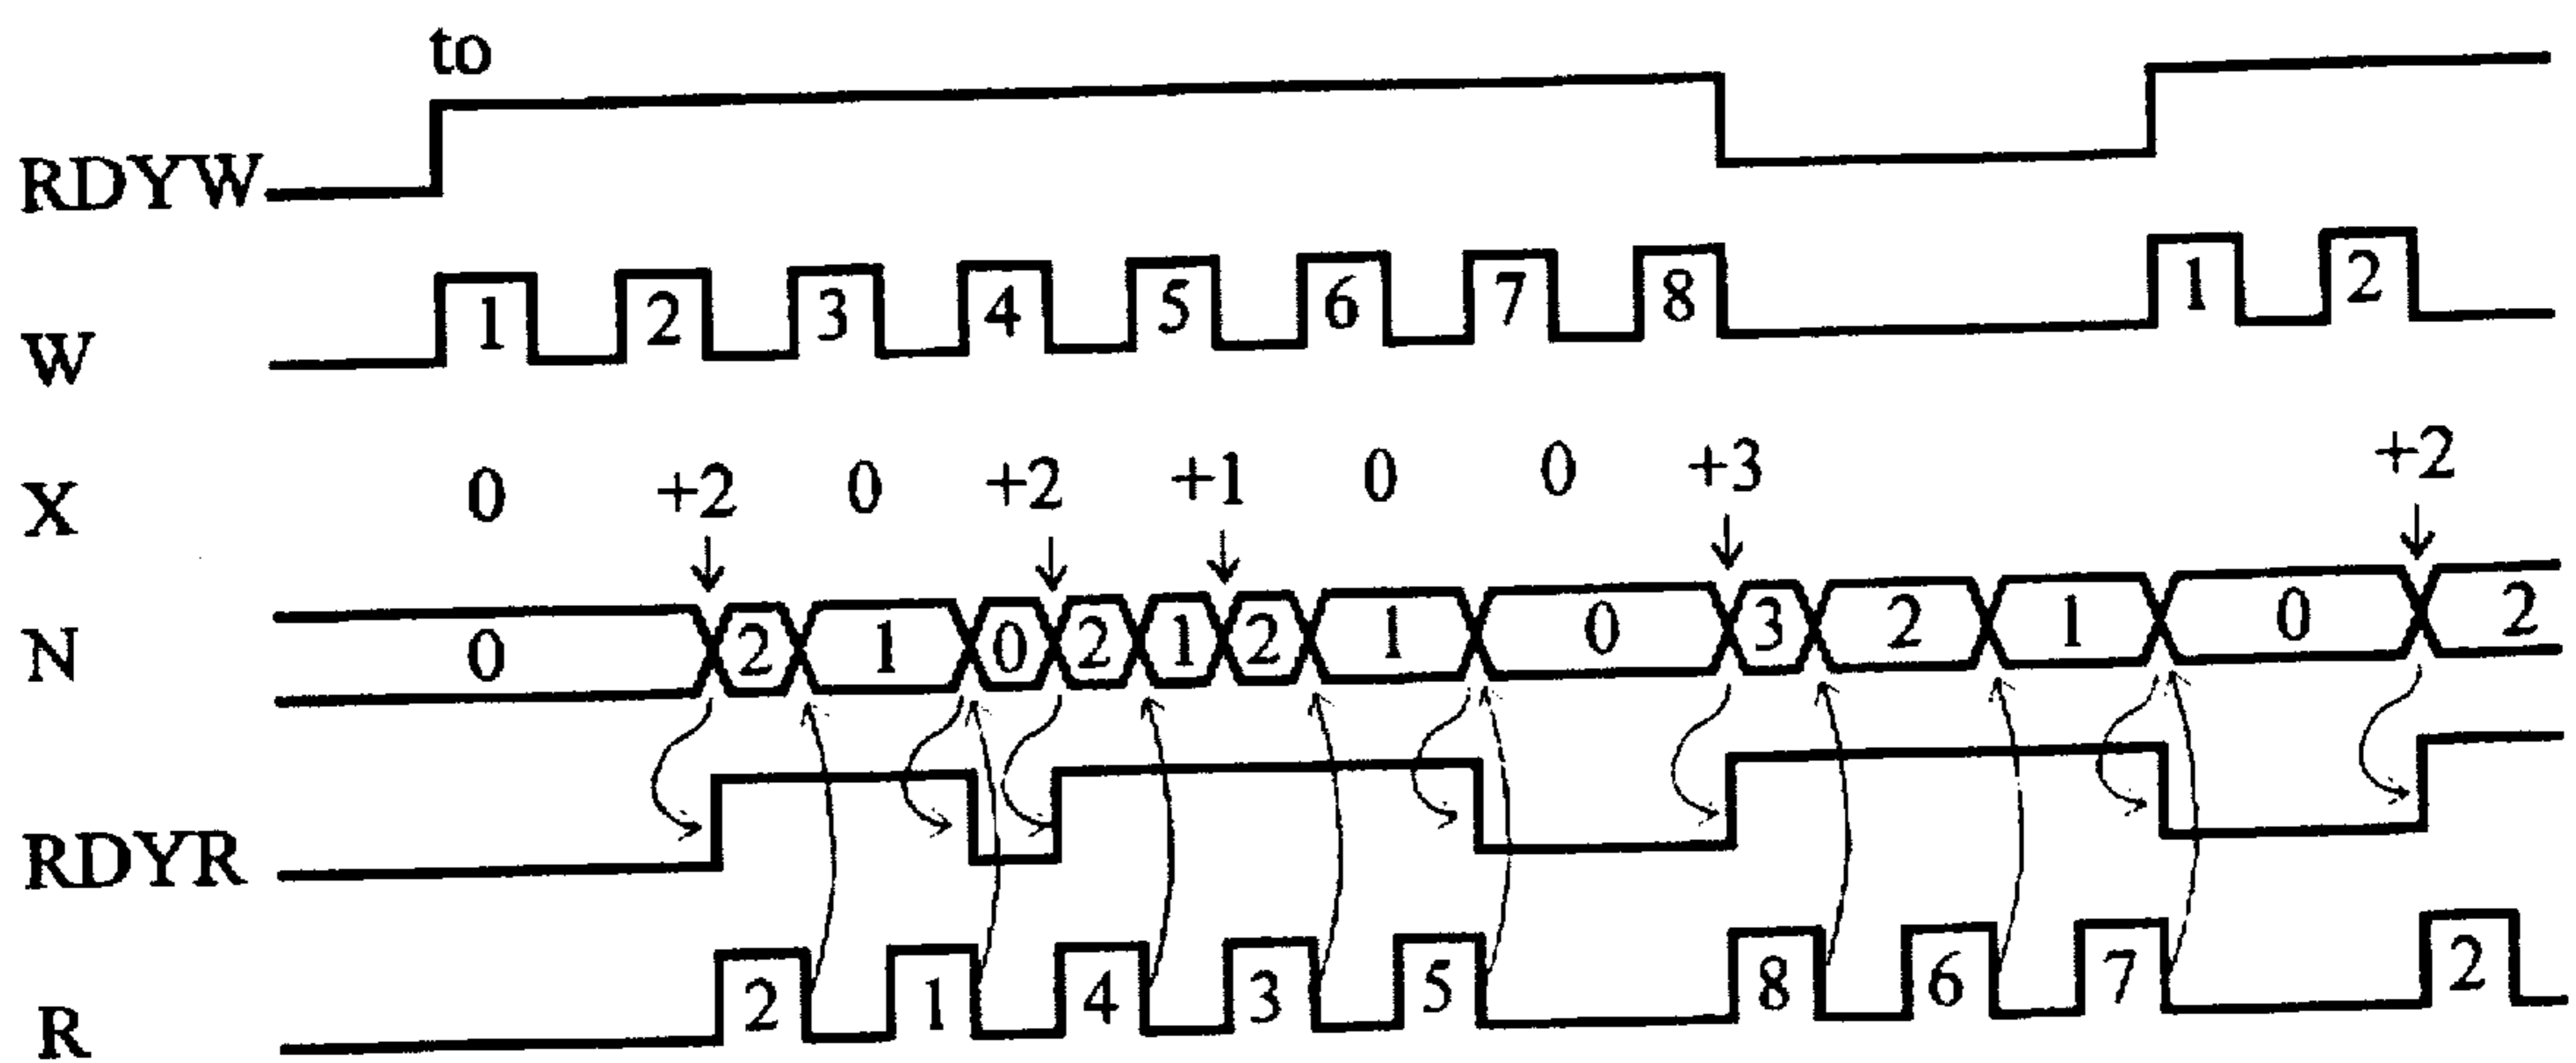 to
RDYW
W 1 2 3 4 5 6 7 8 1 2
X 0 +2 0 +2 +1 0 0 +3 +2
N 0 2 1 0 2 1 2 1 0 3 2 1 0 2
RDYR
R 2 1 4 3 5 8 6 7 2